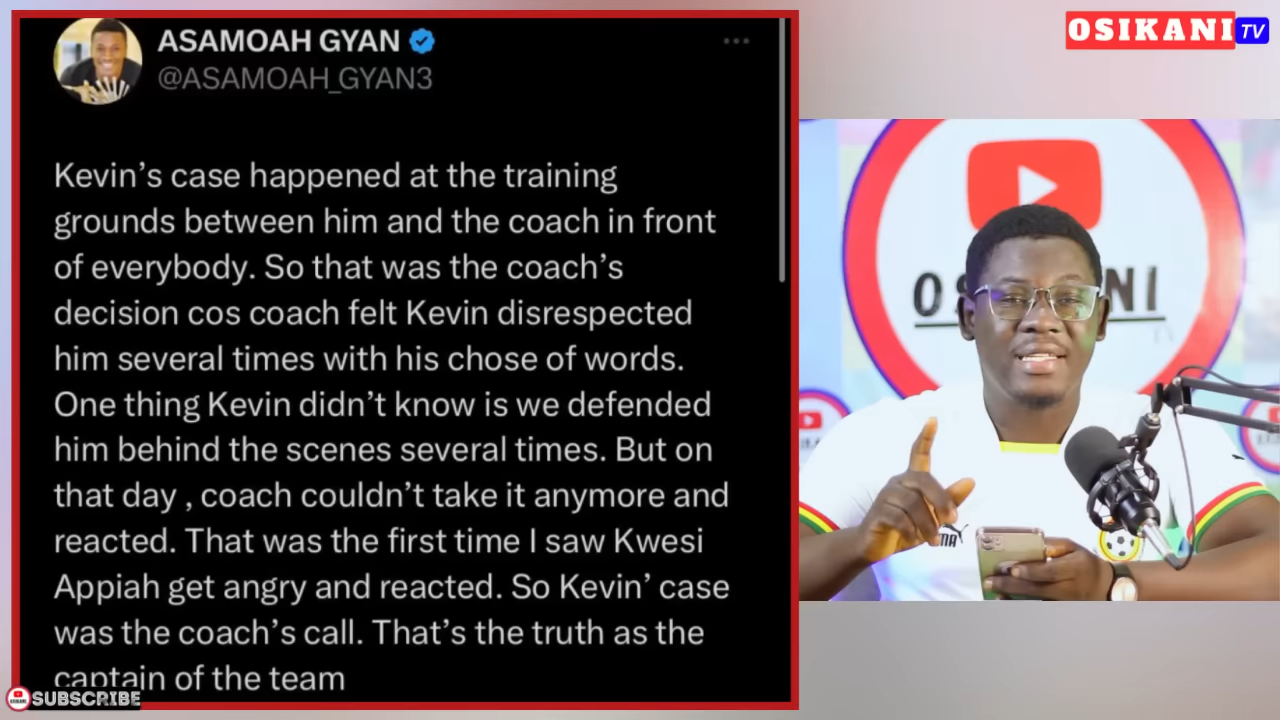 ASAMOAH GYAN
@ASAMOAH_GYAN3
Kevin’s case happened at the training
grounds between him and the coach in front
of everybody. So that was the coach’s
decision cos coach felt Kevin disrespected
him several times with his chose of words.
One thing Kevin didn’t know is we defended
him behind the scenes several times. But on
that day , coach couldn’t take it anymore and
reacted. That was the first time I saw Kwesi
Appiah get angry and reacted. So Kevin’ case
was the coach’s call. That’s the truth as the
captain of the team
SUBSCRIBE
OSIKANI TV